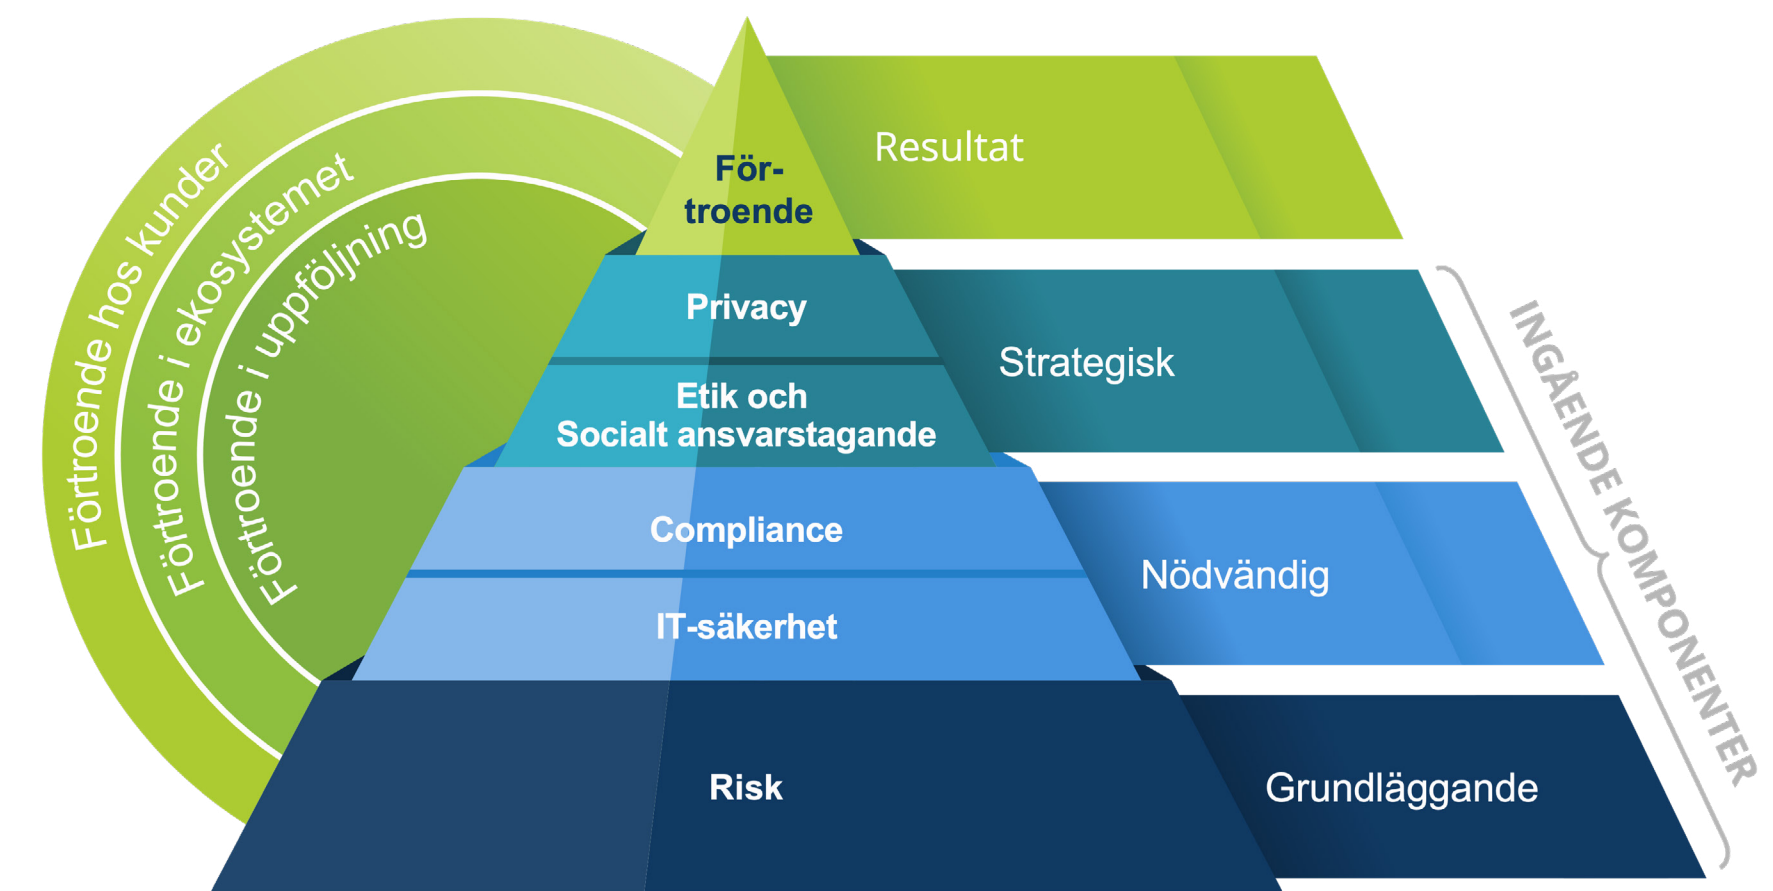 Förtroende hos kunder
Förtroende i ekosystemet
Förtroende i uppföljning
För-
troende
Resultat
Privacy
Etik och
Socialt ansvarstagande
Strategisk
Compliance
IT-säkerhet
Nödvändig
Risk
Grundläggande
INGÅENDE KOMPONENTER